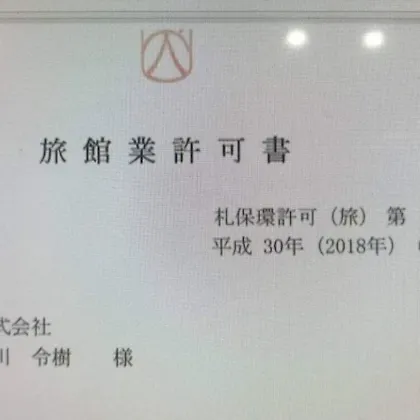 旅館業許可書
札保環許可（旅）第
平成 30年（2018年）
式会社
川 令樹 様